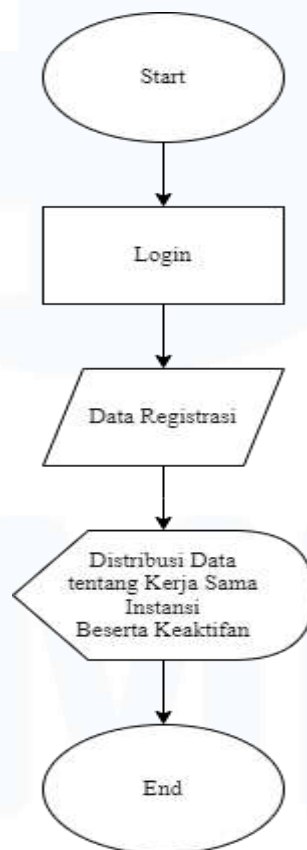 Start
Login
Data Registrasi
Distribusi Data
tentang Kerja Sama
Instansi
Beserta Keaktifan
End